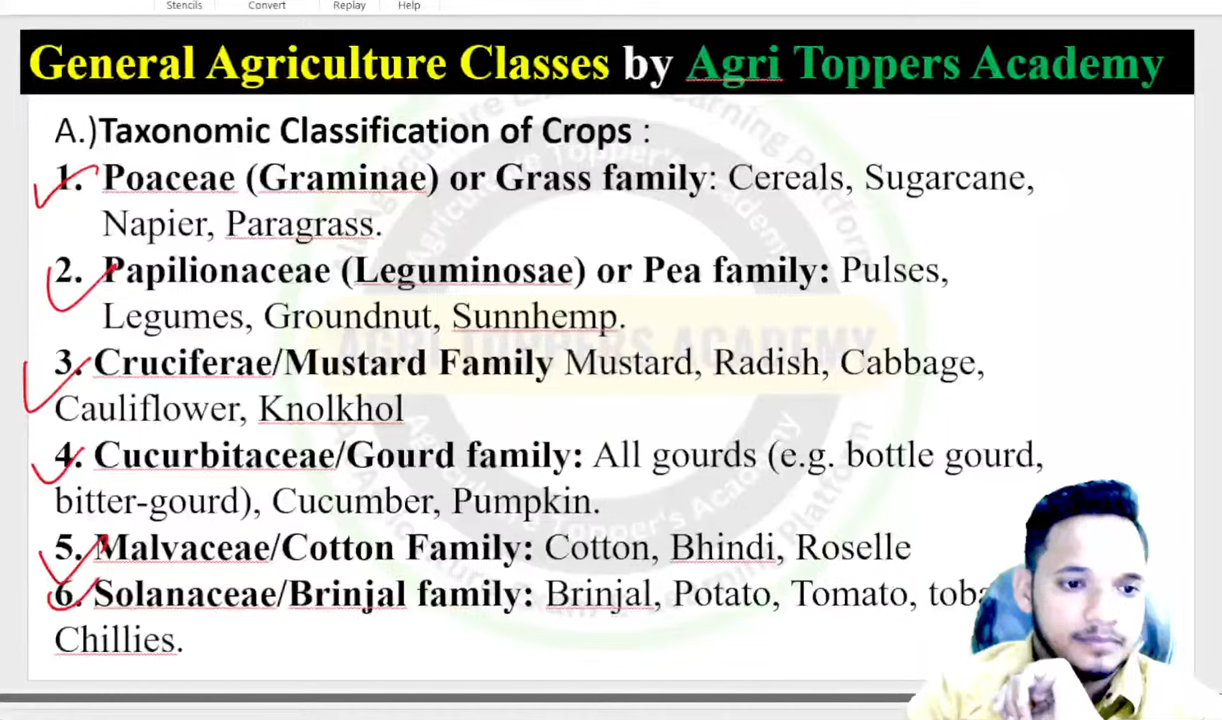 Stencils Convert Replay Help
General Agriculture Classes by Agri Toppers Academy
A.)Taxonomic Classification of Crops :
1. Poaceae (Graminae) or Grass family: Cereals, Sugarcane,
Napier, Paragrass.
2. Papilionaceae (Leguminosae) or Pea family: Pulses,
Legumes, Groundnut, Sunnhemp.
3. Cruciferae/Mustard Family Mustard, Radish, Cabbage,
Cauliflower, Knolkhol
4. Cucurbitaceae/Gourd family: All gourds (e.g. bottle gourd,
bitter-gourd), Cucumber, Pumpkin.
5. Malvaceae/Cotton Family: Cotton, Bhindi, Roselle
6. Solanaceae/Brinjal family: Brinjal, Potato, Tomato,
Chillies.
AGRI TOPPERS ACADEMY